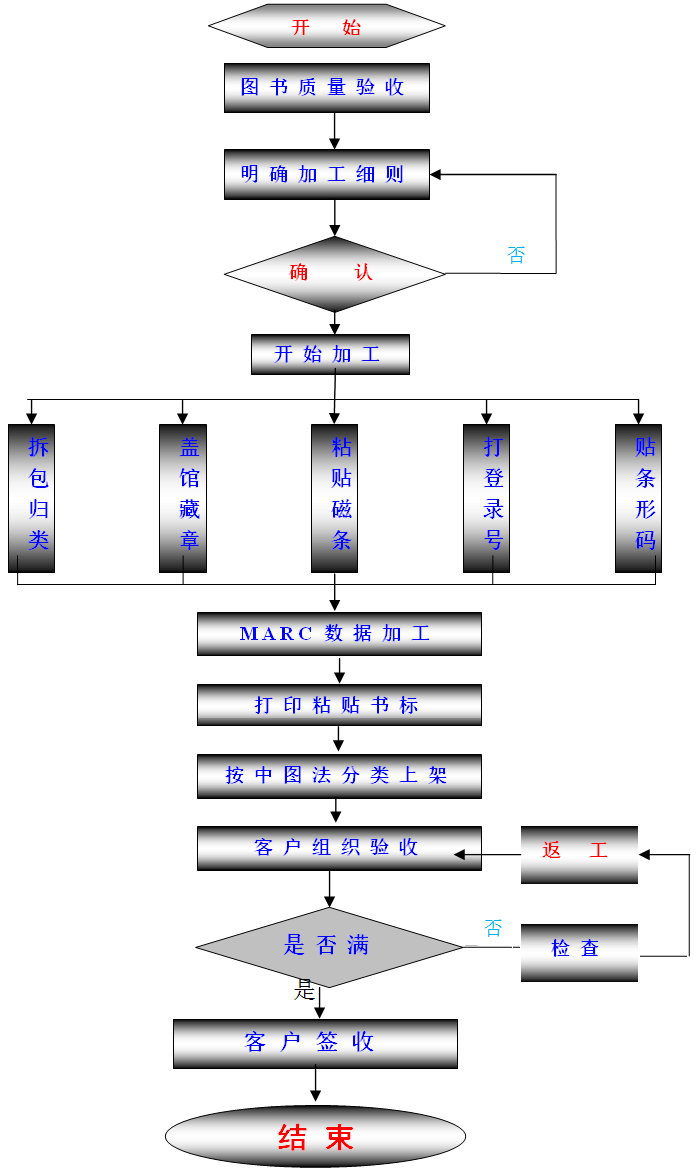 开 始
图书质量验收
明确加工细则
确 认
否
开始加工
拆包归类
盖馆藏章
粘贴磁条
打登录号
贴条形码
MARC数据加工
打印粘贴书标
按中图法分类上架
客户组织验收
返 工
是否满
否
检查
是
客户签收
结束